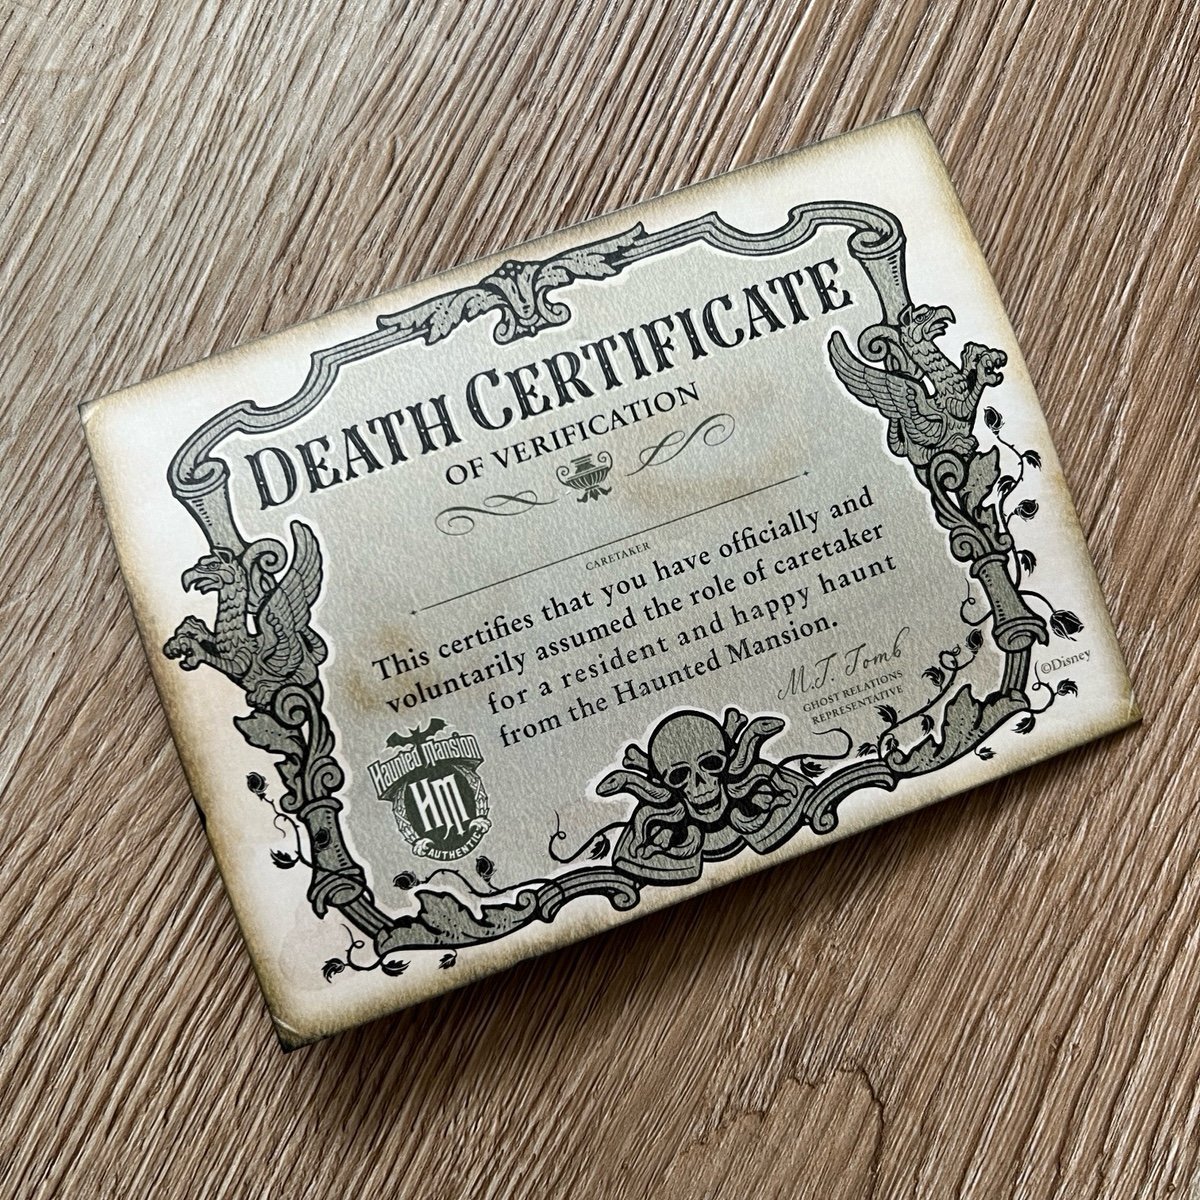 DEATH CERTIFICATE
OF VERIFICATION
CARETAKER
This certifies that you have officially and
voluntarily assumed the role of caretaker
for a resident and happy haunt
from the Haunted Mansion.
M.T. Tomb
GHOST RELATIONS
REPRESENTATIVE
©Disney
Haunted Mansion
HM
AUTHENTIC